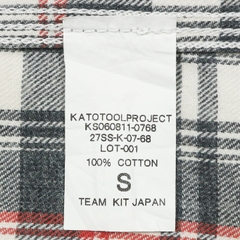 KATOTOOLPROJECT
KS060811-0768
27SS-K-07-68
LOT-001
100% COTTON
S
TEAM KIT JAPAN